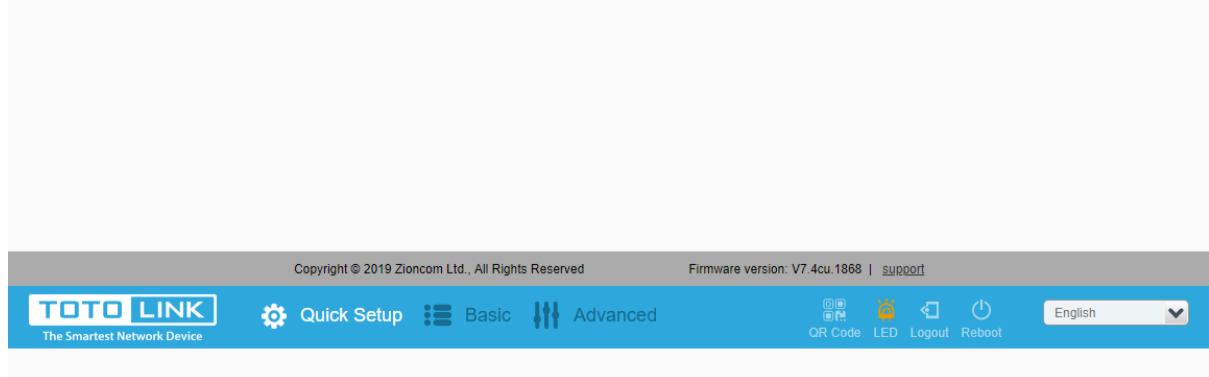 Copyright © 2019 Zioncom Ltd., All Rights Reserved Firmware version: V7.4cu.1868 | support
TOTO LINK
The Smartest Network Device
Quick Setup Basic Advanced
QR Code LED Logout Reboot
English